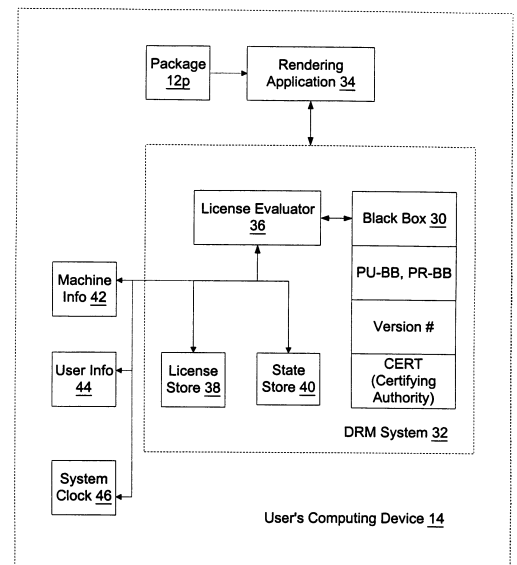 Package
12p
Rendering
Application 34
License Evaluator
36
Black Box 30
PU-BB, PR-BB
Version #
CERT
(Certifying
Authority)
Machine
Info 42
User Info
44
System
Clock 46
License
Store 38
State
Store 40
DRM System 32
User's Computing Device 14